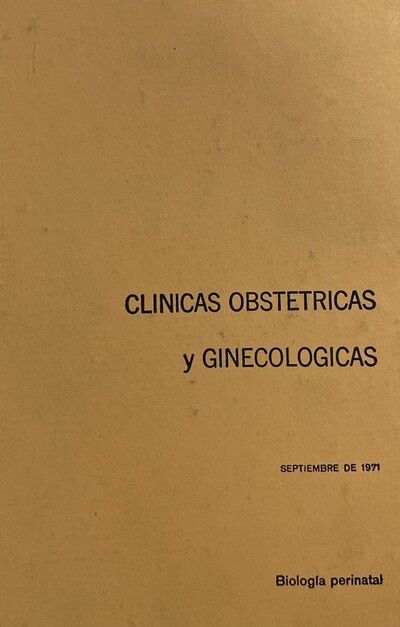 CLINICAS OBSTETRICAS
y GINECOLOGICAS
SEPTIEMBRE DE 1971
Biología perinatal